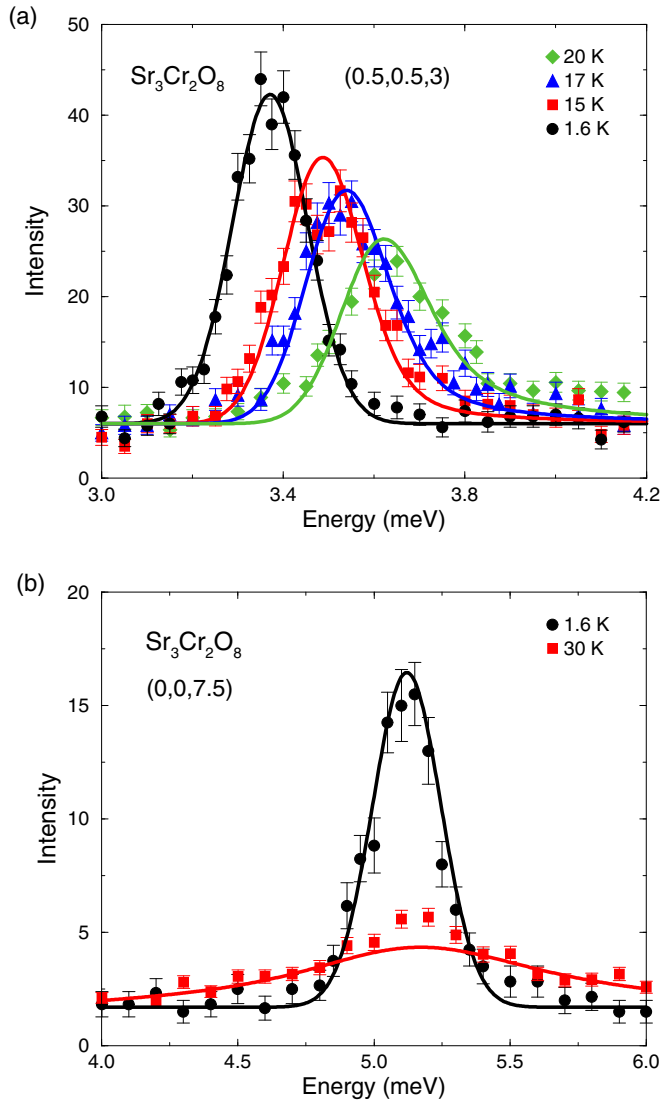 (a)
50
40
30
20
10
0
Intensity
Sr₃Cr₂O₈
(0.5,0.5,3)
20 K
17 K
15 K
1.6 K
3.0 3.4 3.8 4.2
Energy (meV)
(b)
20
15
10
5
0
Intensity
Sr₃Cr₂O₈
(0,0,7.5)
1.6 K
30 K
4.0 4.5 5.0 5.5 6.0
Energy (meV)